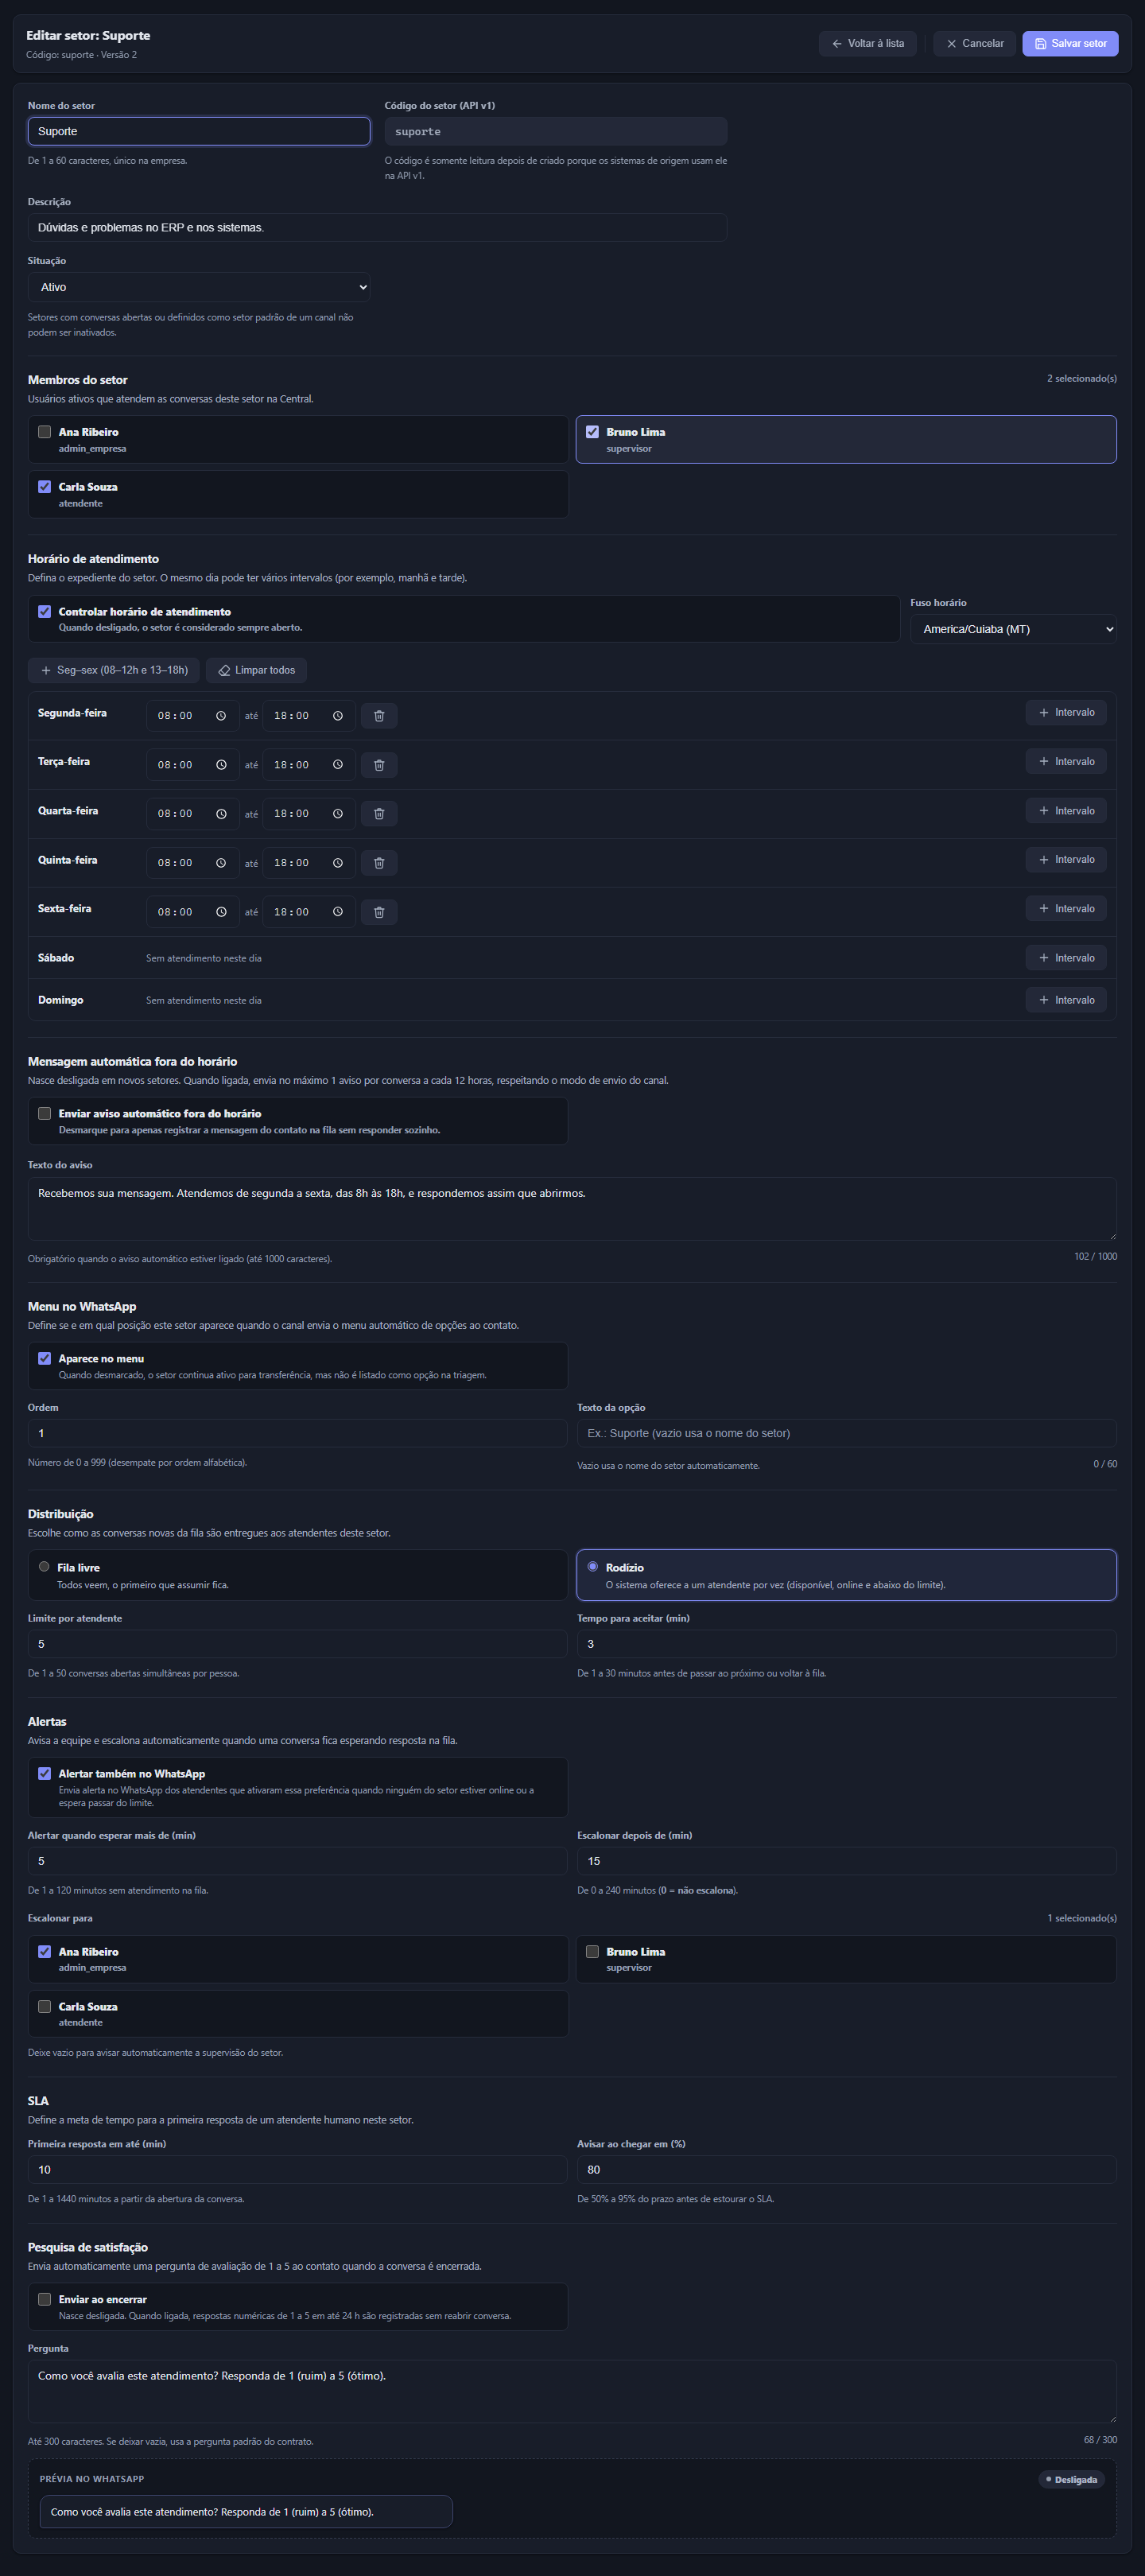 Editar setor: Suporte
Código: suporte · Versão 2
Voltar à lista
Cancelar
Salvar setor
Nome do setor
Código do setor (API v1)
Suporte
suporte
De 1 a 60 caracteres, único na empresa.
O código é somente leitura depois de criado porque os sistemas de origem usam ele
na API v1.
Descrição
Dúvidas e problemas no ERP e nos sistemas.
Situação
Ativo
Setores com conversas abertas ou definidos como setor padrão de um canal não
podem ser inativados.
Membros do setor
2 selecionado(s)
Usuários ativos que atendem as conversas deste setor na Central.
Ana Ribeiro
admin_empresa
Bruno Lima
supervisor
Carla Souza
atendente
Horário de atendimento
Defina o expediente do setor. O mesmo dia pode ter vários intervalos (por exemplo, manhã e tarde).
Controlar horário de atendimento
Quando desligado, o setor é considerado sempre aberto.
Fuso horário
America/Cuiaba (MT)
Seg–sex (08–12h e 13–18h)
Limpar todos
Segunda-feira 08:00 até 18:00 Intervalo
Terça-feira 08:00 até 18:00 Intervalo
Quarta-feira 08:00 até 18:00 Intervalo
Quinta-feira 08:00 até 18:00 Intervalo
Sexta-feira 08:00 até 18:00 Intervalo
Sábado Sem atendimento neste dia Intervalo
Domingo Sem atendimento neste dia Intervalo
Mensagem automática fora do horário
Nasce desligada em novos setores. Quando ligada, envia no máximo 1 aviso por conversa a cada 12 horas, respeitando o modo de envio do canal.
Enviar aviso automático fora do horário
Desmarque para apenas registrar a mensagem do contato na fila sem responder sozinho.
Texto do aviso
Recebemos sua mensagem. Atendemos de segunda a sexta, das 8h às 18h, e respondemos assim que abrirmos.
Obrigatório quando o aviso automático estiver ligado (até 1000 caracteres).
102 / 1000
Menu no WhatsApp
Define se e em qual posição este setor aparece quando o canal envia o menu automático de opções ao contato.
Aparece no menu
Quando desmarcado, o setor continua ativo para transferência, mas não é listado como opção na triagem.
Ordem
Texto da opção
1
Ex.: Suporte (vazio usa o nome do setor)
Número de 0 a 999 (desempate por ordem alfabética).
Vazio usa o nome do setor automaticamente.
0 / 60
Distribuição
Escolhe como as conversas novas da fila são entregues aos atendentes deste setor.
Fila livre
Todos veem, o primeiro que assumir fica.
Rodízio
O sistema oferece a um atendente por vez (disponível, online e abaixo do limite).
Limite por atendente
Tempo para aceitar (min)
5
3
De 1 a 50 conversas abertas simultâneas por pessoa.
De 1 a 30 minutos antes de passar ao próximo ou voltar à fila.
Alertas
Avisa a equipe e escalona automaticamente quando uma conversa fica esperando resposta na fila.
Alertar também no WhatsApp
Envia alerta no WhatsApp dos atendentes que ativaram essa preferência quando ninguém do setor estiver online ou a
espera passar do limite.
Alertar quando esperar mais de (min)
Escalonar depois de (min)
5
15
De 1 a 120 minutos sem atendimento na fila.
De 0 a 240 minutos (0 = não escalona).
Escalonar para
1 selecionado(s)
Ana Ribeiro
admin_empresa
Bruno Lima
supervisor
Carla Souza
atendente
Deixe vazio para avisar automaticamente a supervisão do setor.
SLA
Define a meta de tempo para a primeira resposta de um atendente humano neste setor.
Primeira resposta em até (min)
Avisar ao chegar em (%)
10
80
De 1 a 1440 minutos a partir da abertura da conversa.
De 50% a 95% do prazo antes de estourar o SLA.
Pesquisa de satisfação
Envia automaticamente uma pergunta de avaliação de 1 a 5 ao contato quando a conversa é encerrada.
Enviar ao encerrar
Nasce desligada. Quando ligada, respostas numéricas de 1 a 5 em até 24 h são registradas sem reabrir conversa.
Pergunta
Como você avalia este atendimento? Responda de 1 (ruim) a 5 (ótimo).
Até 300 caracteres. Se deixar vazia, usa a pergunta padrão do contrato.
68 / 300
PRÉVIA NO WHATSAPP
Desligada
Como você avalia este atendimento? Responda de 1 (ruim) a 5 (ótimo).